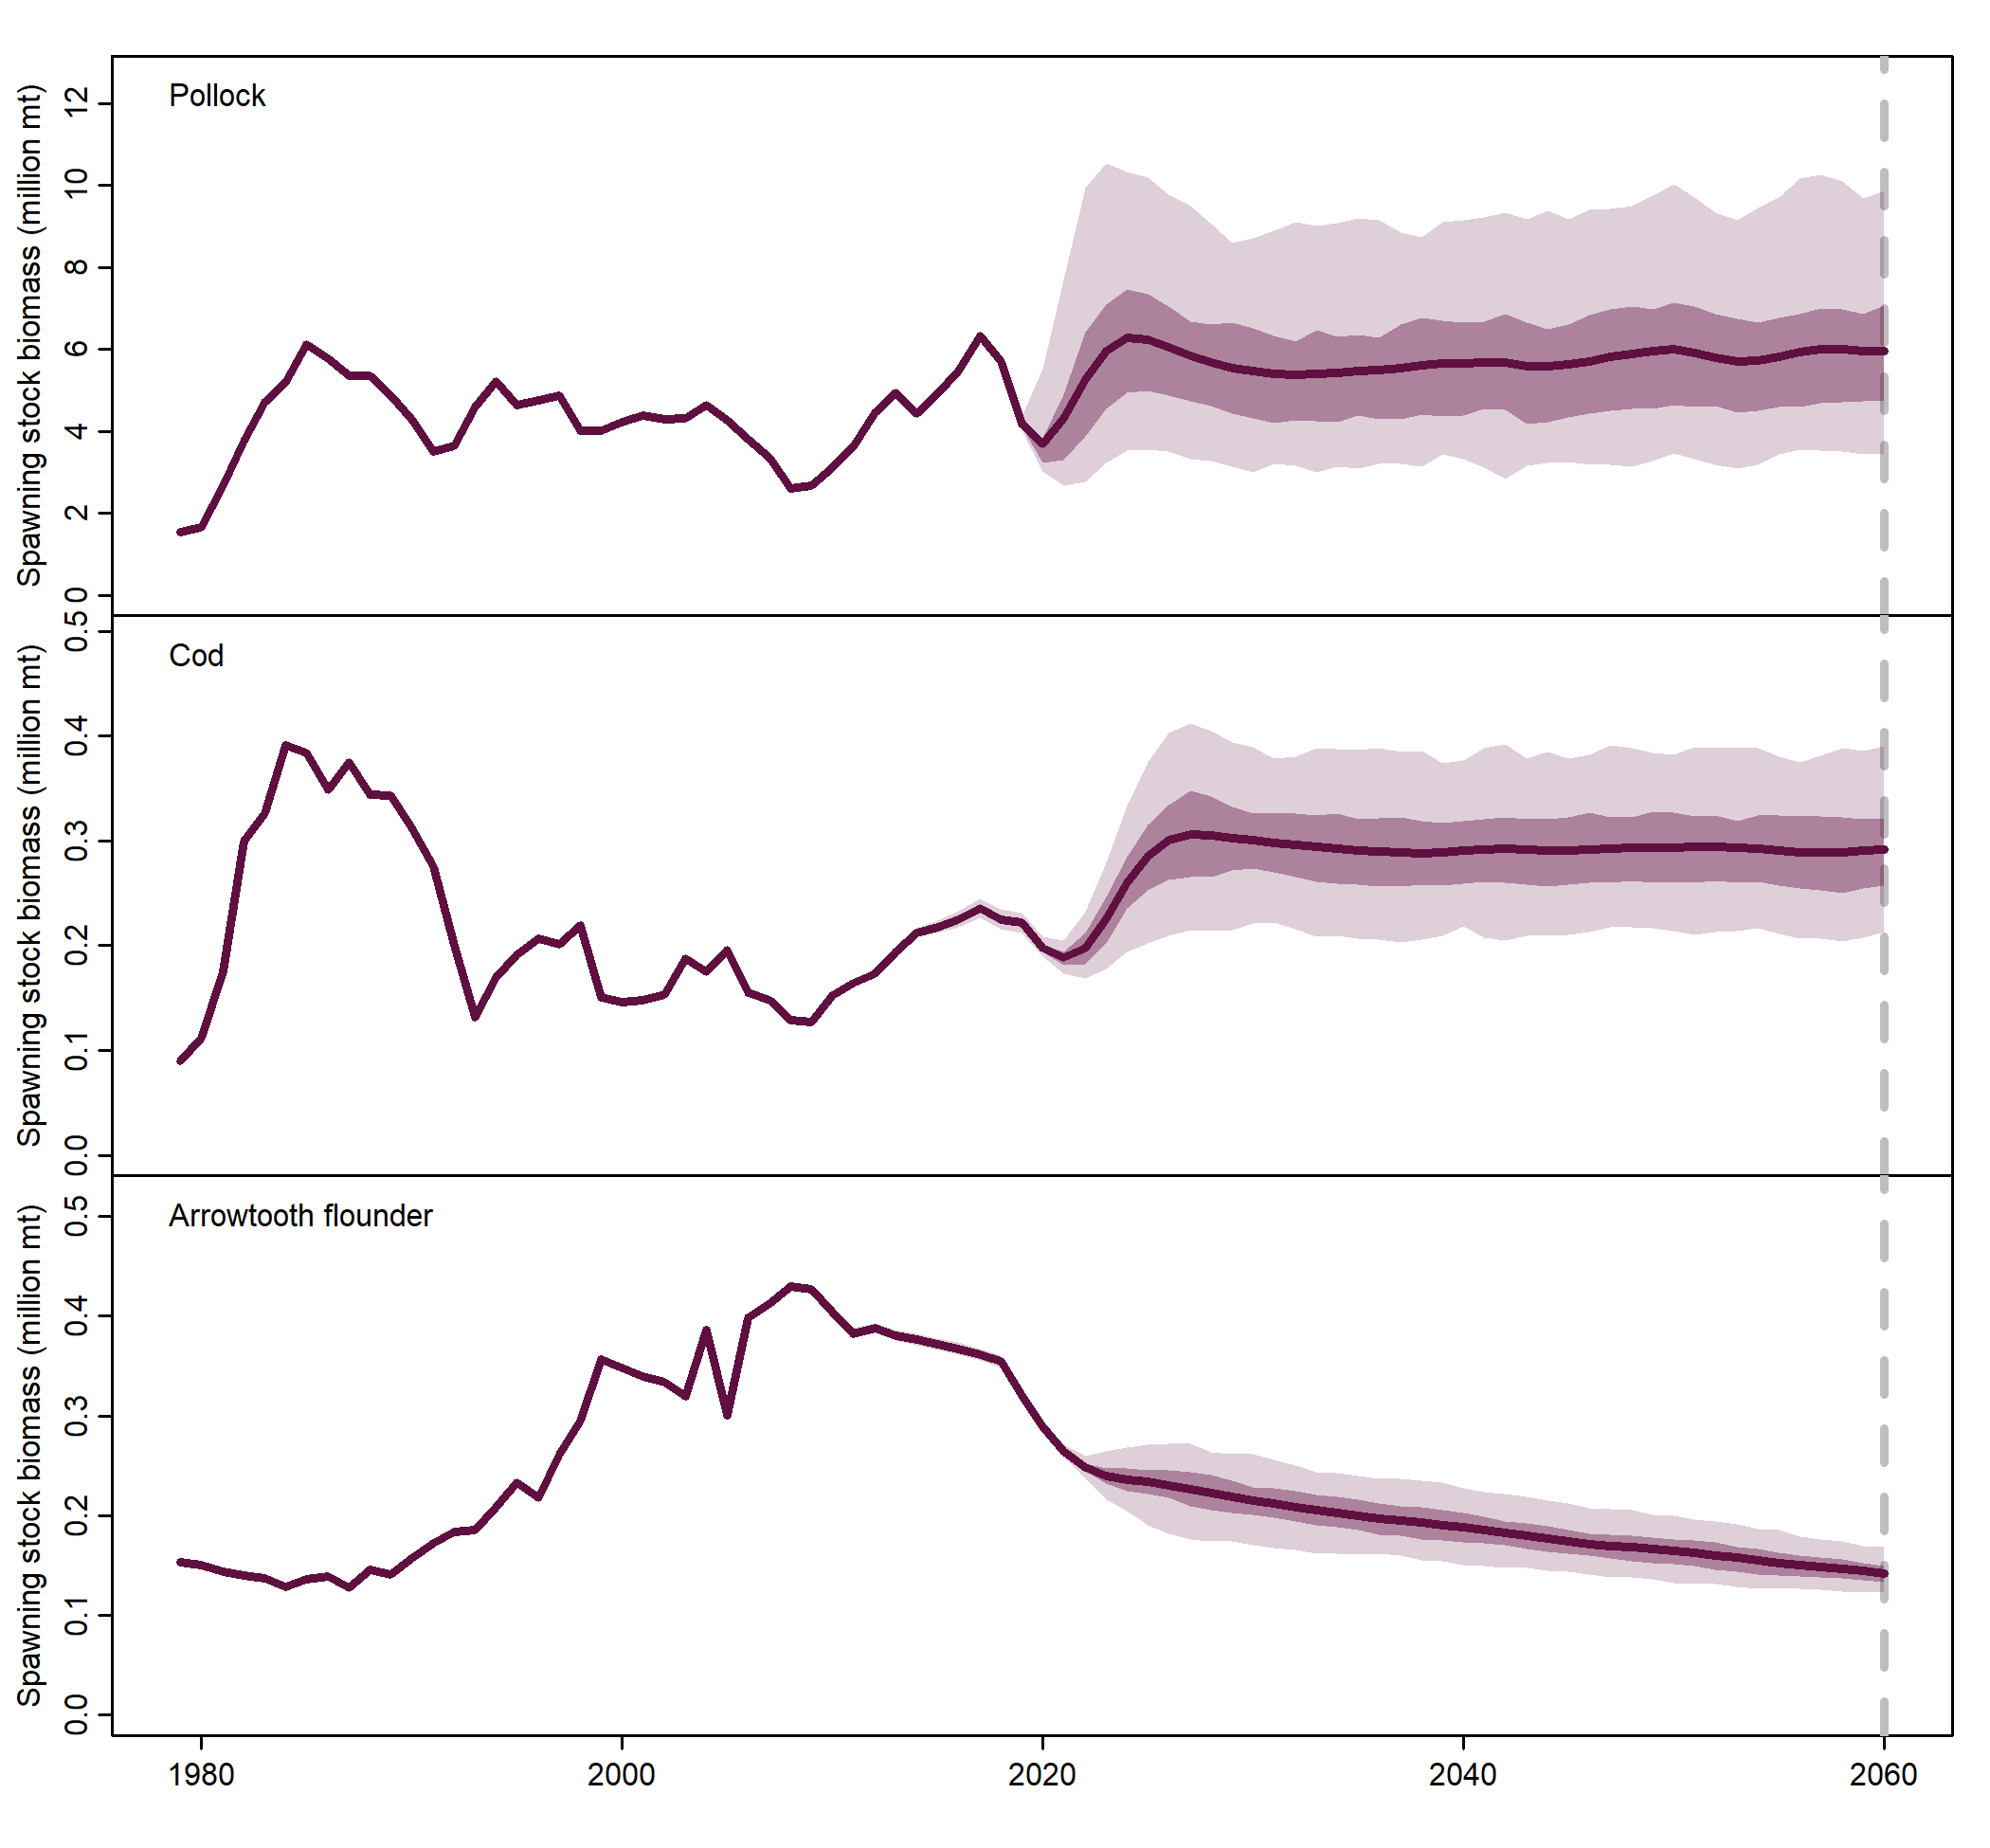 Pollock
Spawning stock biomass (million mt)
12
10
8
6
4
2
0
Cod
Spawning stock biomass (million mt)
0.5
0.4
0.3
0.2
0.1
0.0
Arrowtooth flounder
Spawning stock biomass (million mt)
0.5
0.4
0.3
0.2
0.1
0.0
1980 2000 2020 2040 2060